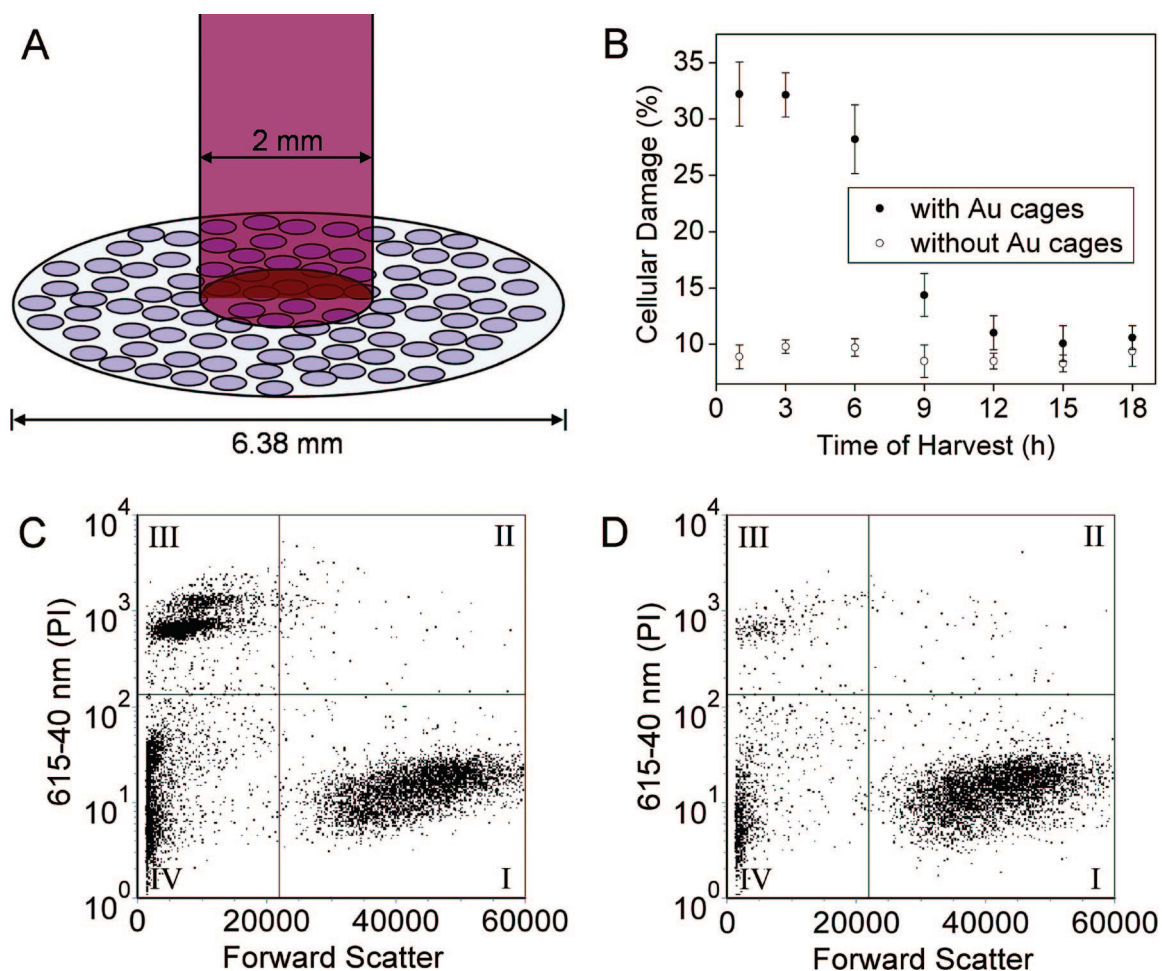 A
2 mm
6.38 mm
B
Cellular Damage (%)
35
30
25
20
15
10
with Au cages
without Au cages
0 3 6 9 12 15 18
Time of Harvest (h)
C
615-40 nm (PI)
10^4
10^3
10^2
10^1
10^0
III II
IV I
0 20000 40000 60000
Forward Scatter
D
615-40 nm (PI)
10^4
10^3
10^2
10^1
10^0
III II
IV I
0 20000 40000 60000
Forward Scatter